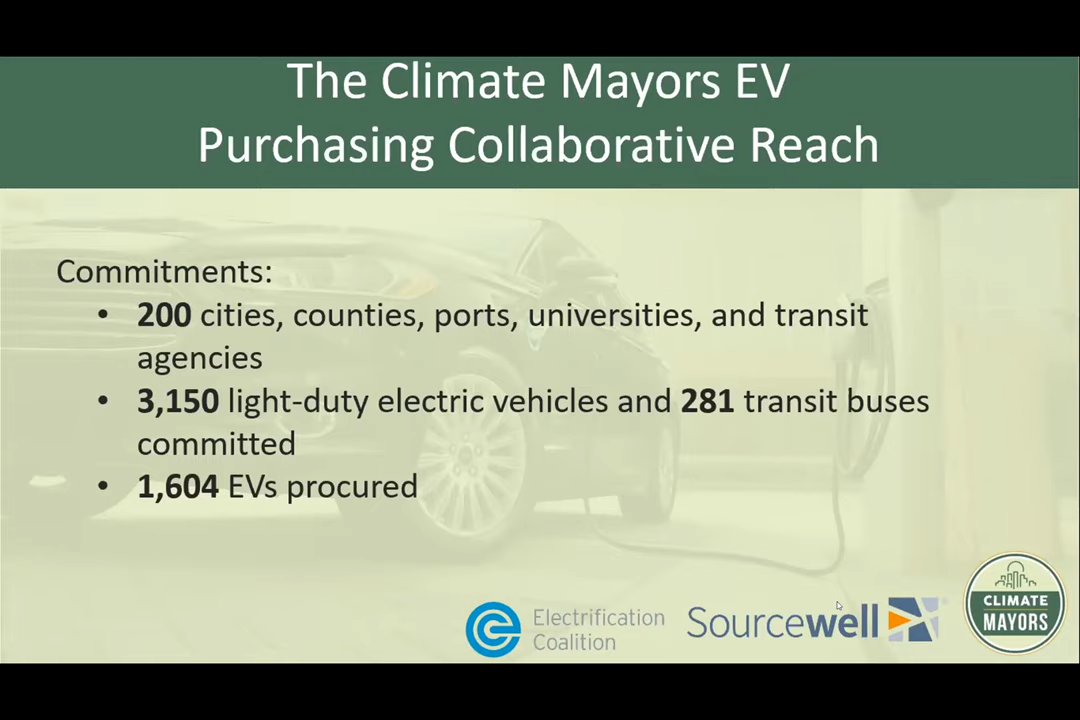 The Climate Mayors EV
Purchasing Collaborative Reach
Commitments:
• 200 cities, counties, ports, universities, and transit
agencies
• 3,150 light-duty electric vehicles and 281 transit buses
committed
• 1,604 EVs procured
Electrification
Coalition
Sourcewell
CLIMATE
MAYORS